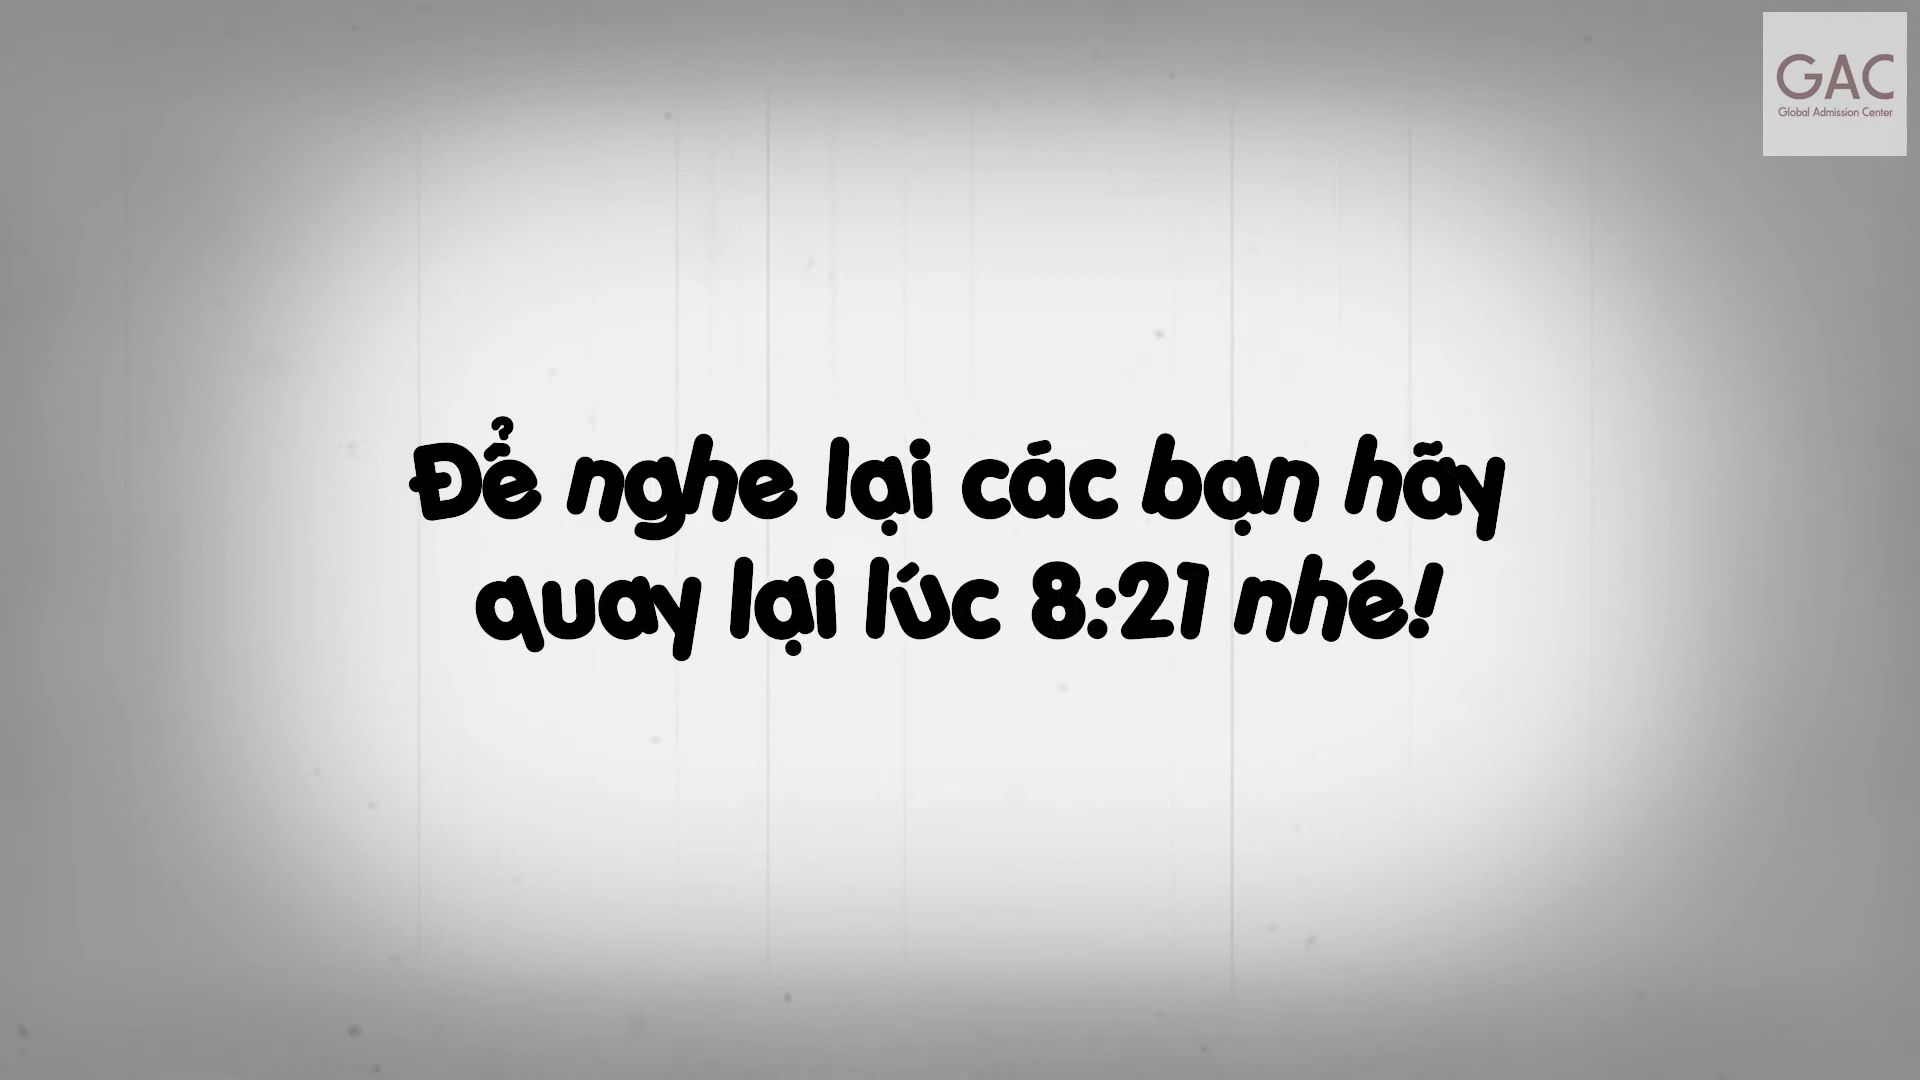 GAC
Global Admission Center
Để nghe lại các bạn hãy
quay lại lúc 8:21 nhé!